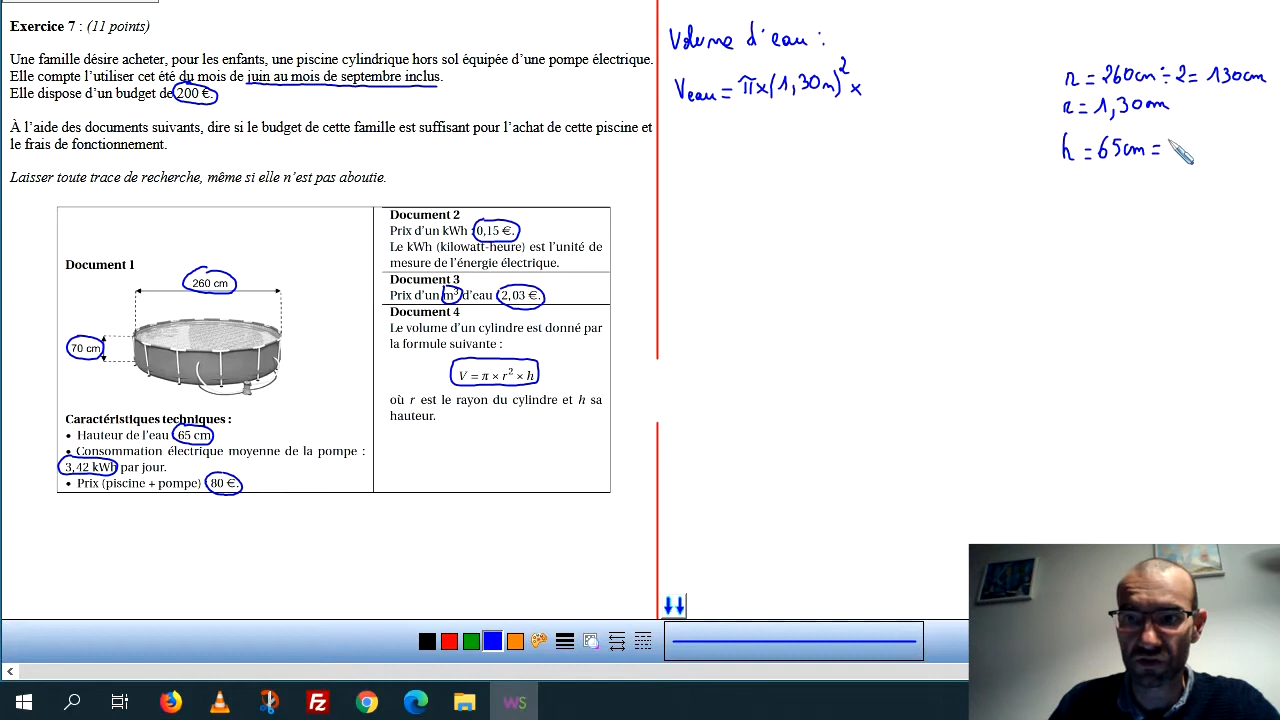 Exercice 7 : (11 points)
Une famille désire acheter, pour les enfants, une piscine cylindrique hors sol équipée d'une pompe électrique.
Elle compte l'utiliser cet été du mois de juin au mois de septembre inclus.
Elle dispose d'un budget de 200 €.
À l'aide des documents suivants, dire si le budget de cette famille est suffisant pour l'achat de cette piscine et
le frais de fonctionnement.
Laisser toute trace de recherche, même si elle n'est pas aboutie.
Document 1
260 cm
70 cm
Caractéristiques techniques :
• Hauteur de l'eau : 65 cm
• Consommation électrique moyenne de la pompe :
3,42 kWh par jour.
• Prix (piscine + pompe) : 80 €.
Document 2
Prix d'un kWh : 0,15 €.
Le kWh (kilowatt-heure) est l'unité de
mesure de l'énergie électrique.
Document 3
Prix d'un m³ d'eau : 2,03 €.
Document 4
Le volume d'un cylindre est donné par
la formule suivante :
V = π × r² × h
où r est le rayon du cylindre et h sa
hauteur.
Volume d'eau :
Veau = π × (1,30m)² ×
r = 260cm ÷ 2 = 130cm
r = 1,30m
h = 65cm =
WS